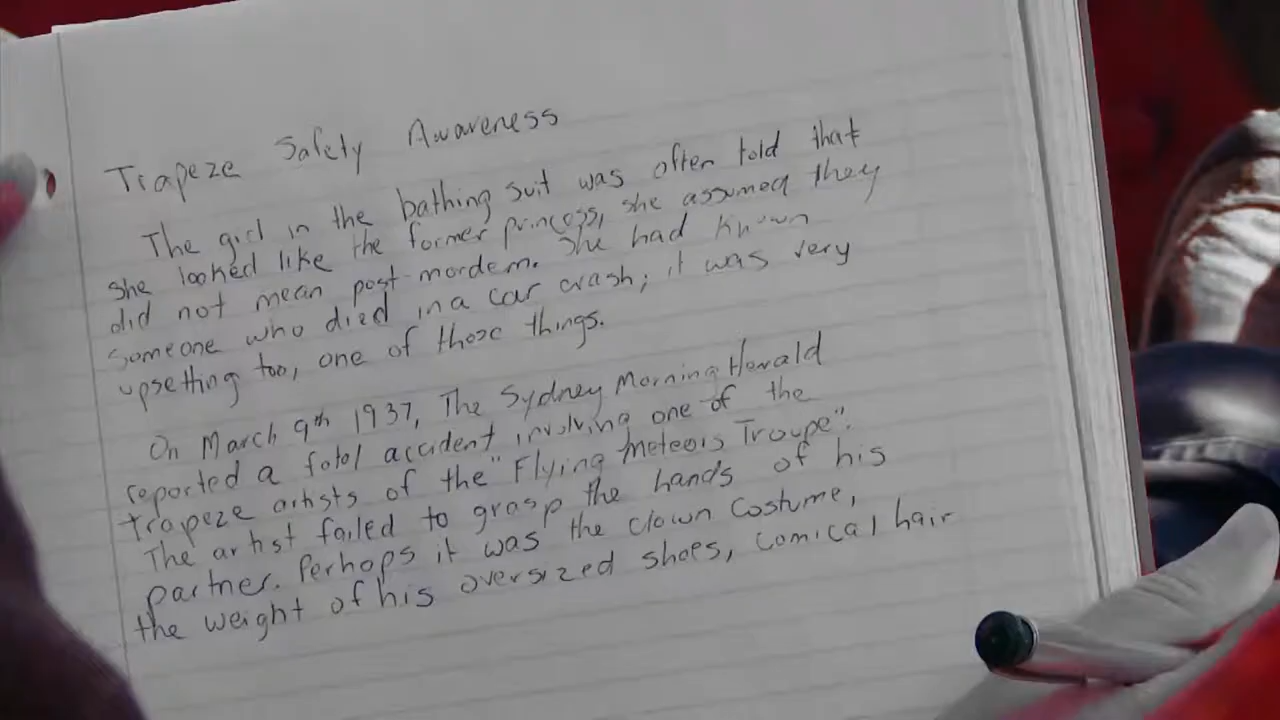 Trapeze Safety Awareness
The girl in the bathing suit was often told that
she looked like the former princess, she assumed they
did not mean post-mordem. She had known
someone who died in a car crash; it was very
upsetting too, one of those things.
On March 9th 1937, The Sydney Morning Herald
reported a fatal accident involving one of the
trapeze artists of the "Flying Meteors Troupe".
The artist failed to grasp the hands of his
partner. Perhaps it was the clown costume,
the weight of his oversized shoes, comical hair